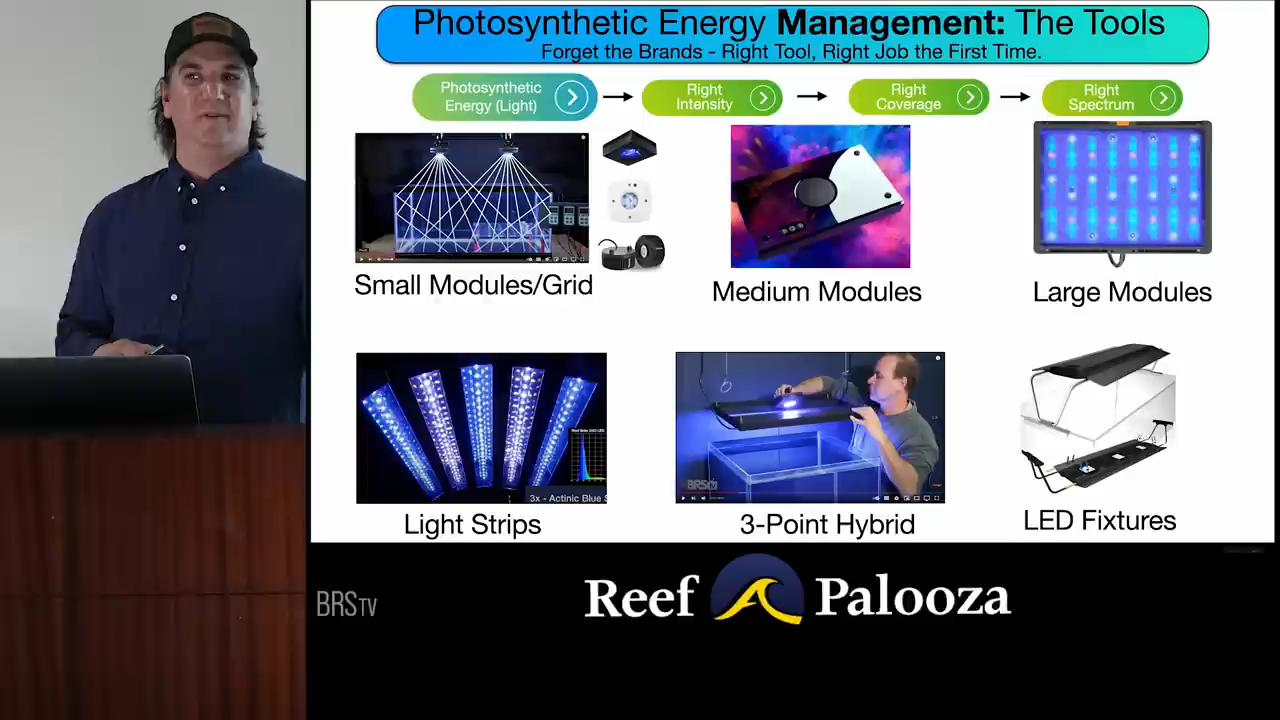 Photosynthetic Energy Management: The Tools
Forget the Brands - Right Tool, Right Job the First Time.
Photosynthetic
Energy (Light)
Right
Intensity
Right
Coverage
Right
Spectrum
Small Modules/Grid
Medium Modules
Large Modules
3x - Actinic Blue S
BRStv
Light Strips
3-Point Hybrid
LED Fixtures
BRSTV
Reef Palooza